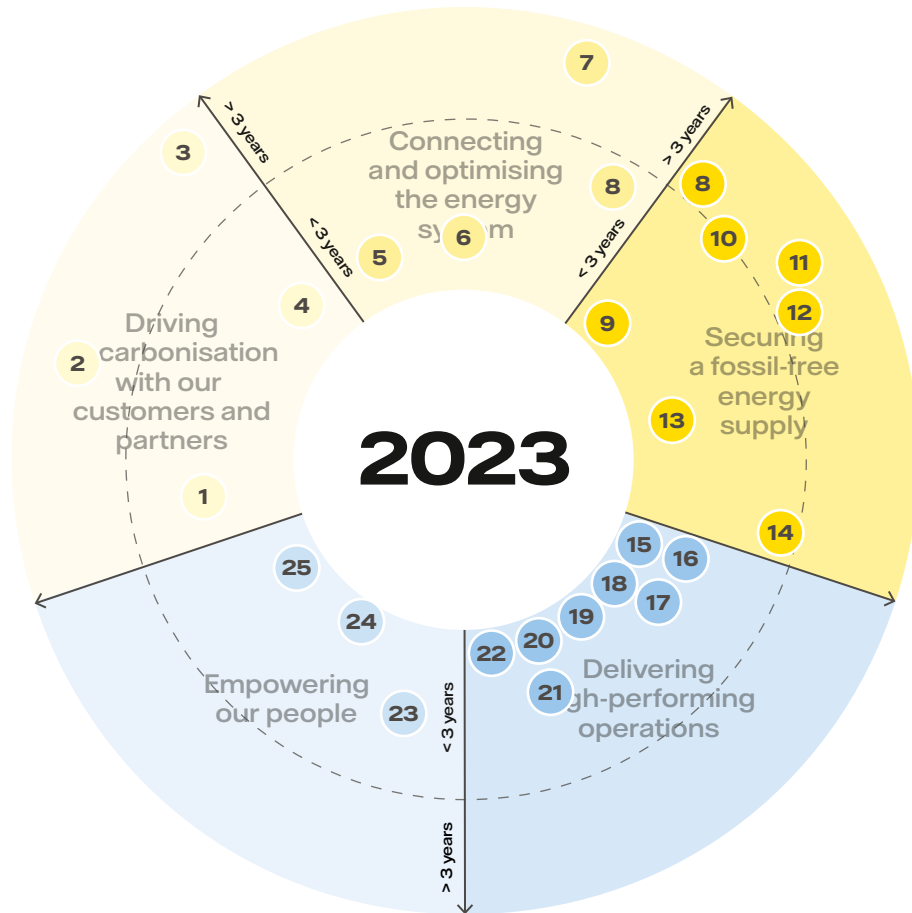 7
> 3 years
> 3 years
3
Connecting
and optimising
the energy
8
8
< 3 years
< 3 years
5
6
10
11
4
9
12
Driving
carbonisation
with our
customers and
partners
2
Securing
a fossil-free
energy
supply
13
2023
1
14
15
16
25
18
17
24
19
20
22
21
Empowering
our people
23
< 3 years
Delivering
gh-performing
operations
> 3 years